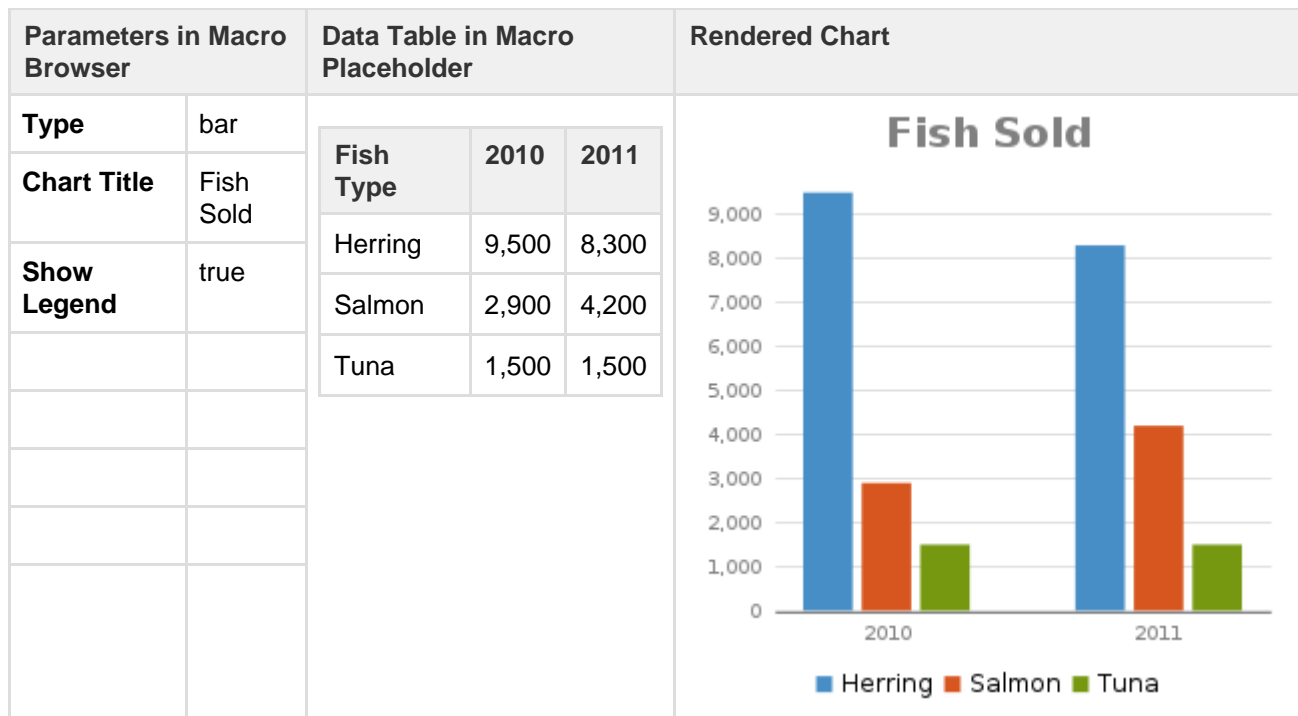 Parameters in Macro
Browser
Data Table in Macro
Placeholder
Rendered Chart
Type bar
Chart Title Fish
Sold
Show
Legend true
Fish
Type 2010 2011
Herring 9,500 8,300
Salmon 2,900 4,200
Tuna 1,500 1,500
Fish Sold
9,000
8,000
7,000
6,000
5,000
4,000
3,000
2,000
1,000
0
2010 2011
Herring Salmon Tuna